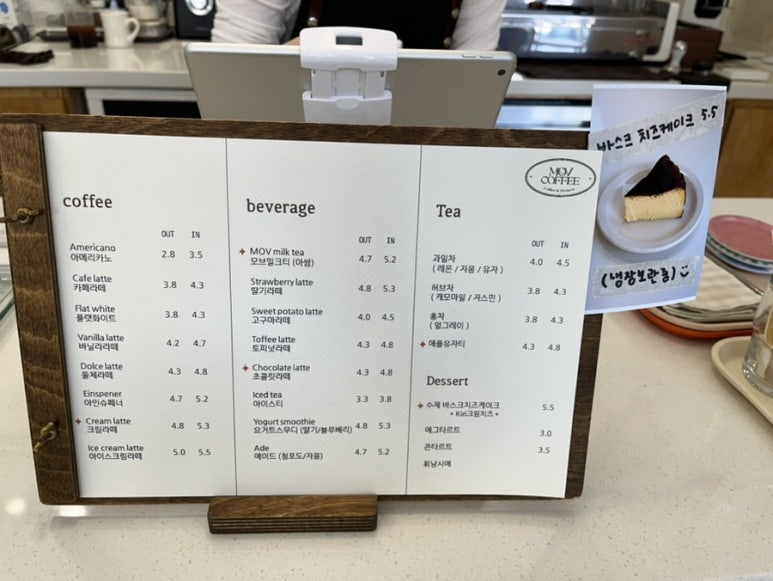 MOV
COFFEE
바스크 치즈케이크 5.5
(냉장보관중)
coffee
OUT IN
Americano
아메리카노 2.8 3.5
Cafe latte
카페라떼 3.8 4.3
Flat white
플랫화이트 3.8 4.3
Vanilla latte
바닐라라떼 4.2 4.7
Dolce latte
돌체라떼 4.3 4.8
Einspener
아인슈페너 4.7 5.2
Cream latte
크림라떼 4.8 5.3
Ice cream latte
아이스크림라떼 5.0 5.5
beverage
OUT IN
MOV milk tea
모브밀크티 (아쌈) 4.7 5.2
Strawberry latte
딸기라떼 4.8 5.3
Sweet potato latte
고구마라떼 4.0 4.5
Toffee latte
토피넛라떼 4.3 4.8
Chocolate latte
초콜릿라떼 4.3 4.8
Iced tea
아이스티 3.3 3.8
Yogurt smoothie
요거트스무디 (딸기/블루베리) 4.8 5.3
Ade
에이드 (청포도/자몽) 4.7 5.2
Tea
OUT IN
과일차
( 레몬 / 자몽 / 유자 ) 4.0 4.5
허브차
( 캐모마일 / 자스민 ) 3.8 4.3
홍차
( 얼그레이 ) 3.8 4.3
애플유자티 4.3 4.8
Dessert
수제 바스크치즈케이크 5.5
* Kiri크림치즈 *
에그타르트 3.0
콘타르트 3.5
휘낭시에